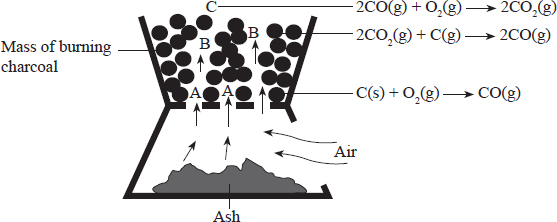 C 2CO(g) + O₂(g) ⟶ 2CO₂(g)
B B 2CO₂(g) + C(g) ⟶ 2CO(g)
Mass of burning
charcoal
A A C(s) + O₂(g) ⟶ CO(g)
Air
Ash